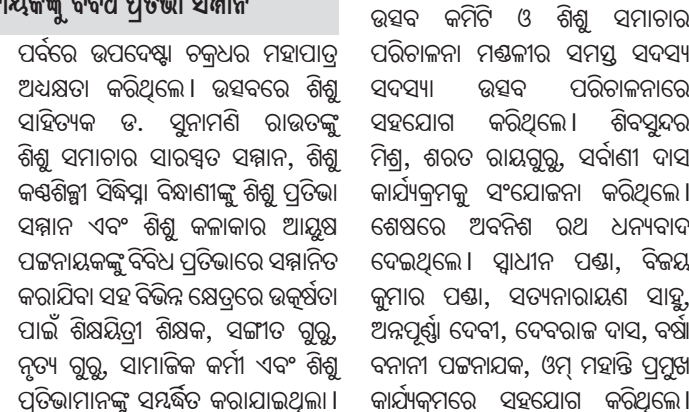 ବିବିଧ ପ୍ରତିଭା ସମ୍ମାନ
ପର୍ବରେ ଉପଦେଷ୍ଟା ଚକ୍ରଧର ମହାପାତ୍ର
ଅଧ୍ୟକ୍ଷତା କରିଥିଲେ। ଉତ୍ସବରେ ଶିଶୁ
ସାହିତ୍ୟିକ ଡ. ସୁନାମଣି ରାଉତଙ୍କୁ
ଶିଶୁ ସମାଚାର ସାରସ୍ୱତ ସମ୍ମାନ, ଶିଶୁ
କଣ୍ଠଶିଳ୍ପୀ ସିଦ୍ଧିସ୍ନା ବିନ୍ଧାଣୀଙ୍କୁ ଶିଶୁ ପ୍ରତିଭା
ସମ୍ମାନ ଏବଂ ଶିଶୁ କଳାକାର ଆୟୁଷ
ପଟ୍ଟନାୟକଙ୍କୁ ବିବିଧ ପ୍ରତିଭାରେ ସମ୍ମାନିତ
କରାଯିବା ସହ ବିଭିନ୍ନ କ୍ଷେତ୍ରରେ ଉତ୍କର୍ଷତା
ପାଇଁ ଶିକ୍ଷୟିତ୍ରୀ ଶିକ୍ଷକ, ସଙ୍ଗୀତ ଗୁରୁ,
ନୃତ୍ୟ ଗୁରୁ, ସାମାଜିକ କର୍ମୀ ଏବଂ ଶିଶୁ
ପ୍ରତିଭାମାନଙ୍କୁ ସମ୍ବର୍ଦ୍ଧିତ କରାଯାଇଥିଲା।
ଉତ୍ସବ କମିଟି ଓ ଶିଶୁ ସମାଚାର
ପରିଚାଳନା ମଣ୍ଡଳୀର ସମସ୍ତ ସଦସ୍ୟ
ସଦସ୍ୟା ଉତ୍ସବ ପରିଚାଳନାରେ
ସହଯୋଗ କରିଥିଲେ। ଶିବସୁନ୍ଦର
ମିଶ୍ର, ଶରତ ରାୟଗୁରୁ, ସର୍ବାଣୀ ଦାସ
କାର୍ଯ୍ୟକ୍ରମକୁ ସଂଯୋଜନା କରିଥିଲେ।
ଶେଷରେ ଅବନିଶ ରଥ ଧନ୍ୟବାଦ
ଦେଇଥିଲେ। ସ୍ୱାଧୀନ ପଣ୍ଡା, ବିଜୟ
କୁମାର ପଣ୍ଡା, ସତ୍ୟନାରାୟଣ ସାହୁ,
ଅନ୍ନପୂର୍ଣ୍ଣା ଦେବୀ, ଦେବରାଜ ଦାସ, ବର୍ଷା
ବନାନୀ ପଟ୍ଟନାୟକ, ଓମ୍ ମହାନ୍ତି ପ୍ରମୁଖ
କାର୍ଯ୍ୟକ୍ରମରେ ସହଯୋଗ କରିଥିଲେ।